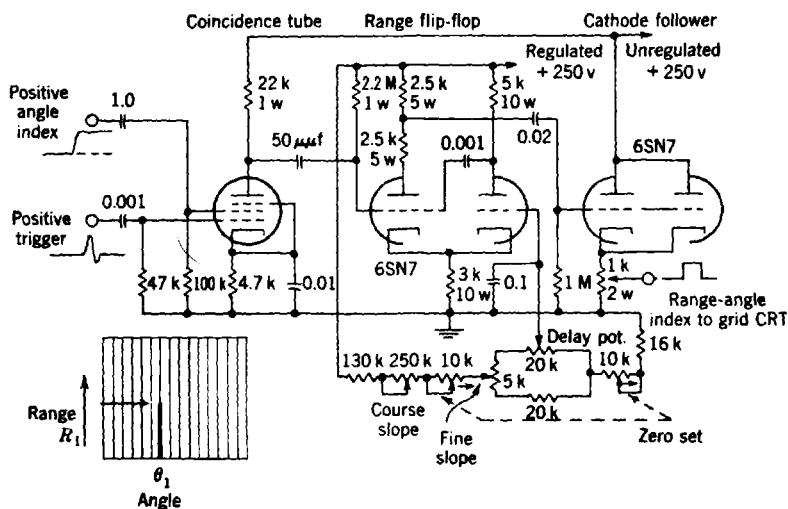 Coincidence tube
Range flip-flop
Cathode follower
Regulated
+ 250 v
Unregulated
+ 250 v
22 k
1 w
2.2 M
1 w
2.5 k
5 w
5 k
10 w
Positive
angle
index
1.0
50 μμf
2.5 k
5 w
0.001
0.02
6SN7
0.001
Positive
trigger
47 k
100 k
4.7 k
0.01
6SN7
3 k
10 w
0.1
1 M
1 k
2 w
Range-angle
index to grid CRT
Delay pot.
16 k
130 k
250 k
10 k
20 k
5 k
10 k
20 k
Course
slope
Fine
slope
Zero set
Range
R1
θ1
Angle